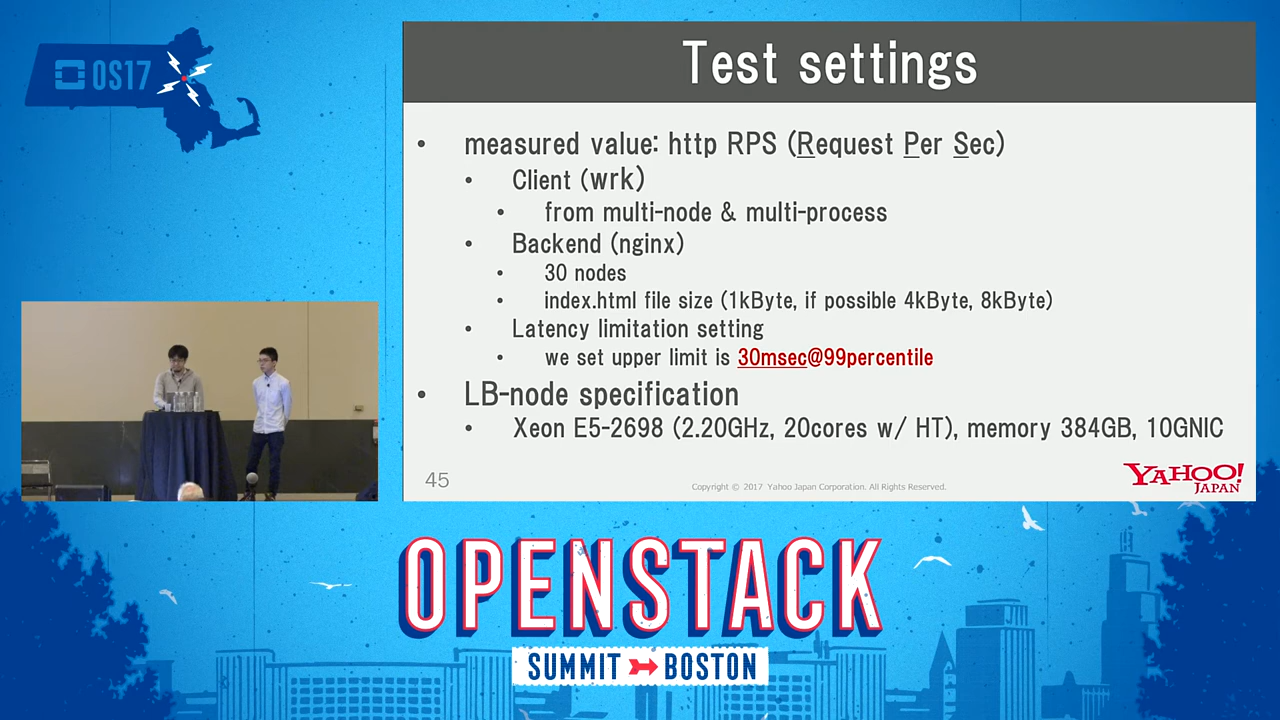 OS17
Test settings
• measured value: http RPS (Request Per Sec)
• Client (wrk)
• from multi-node & multi-process
• Backend (nginx)
• 30 nodes
• index.html file size (1kByte, if possible 4kByte, 8kByte)
• Latency limitation setting
• we set upper limit is 30msec@99percentile
• LB-node specification
• Xeon E5-2698 (2.20GHz, 20cores w/ HT), memory 384GB, 10GNIC
45
Copyright © 2017 Yahoo Japan Corporation. All Rights Reserved.
YAHOO!
JAPAN
OPENSTACK
SUMMIT BOSTON